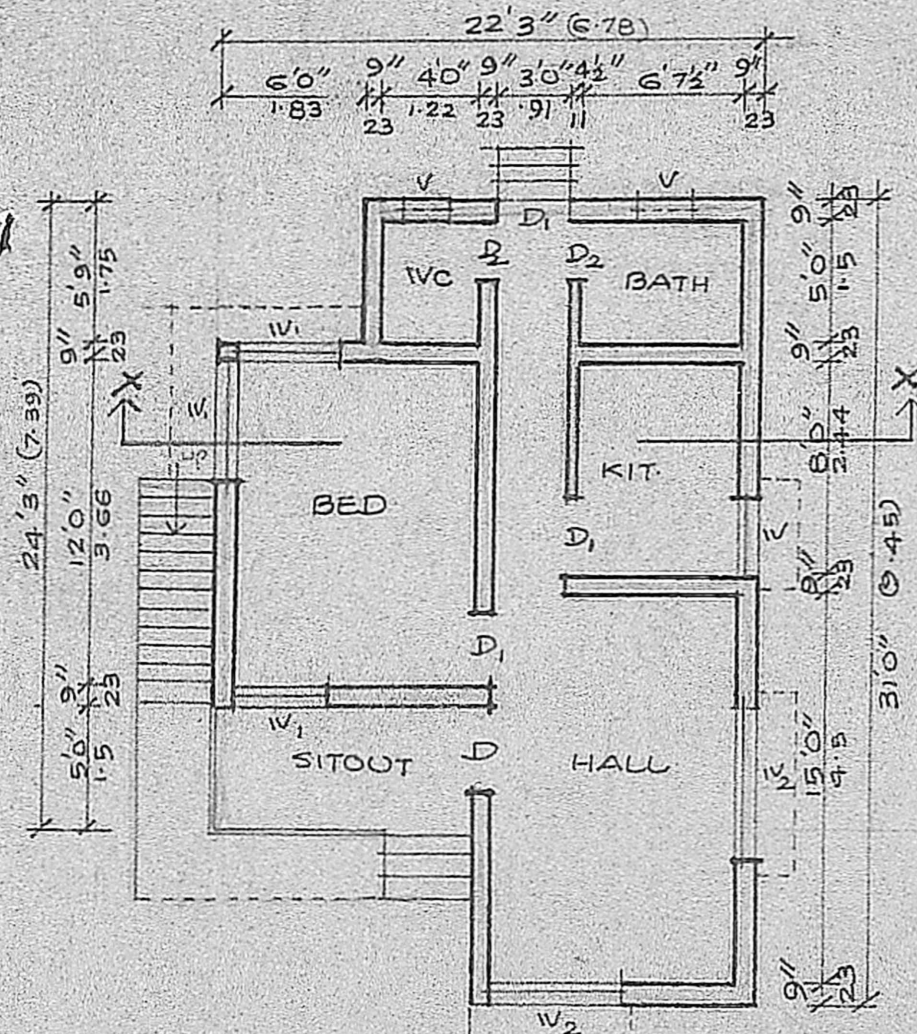 22'3" (6.78)
6'0" 9" 4'0" 9" 3'0" 4½" 6'7½" 9"
1.83 23 1.22 23 .91 11 23
V V
D1
WC D2 BATH
W1
X X
W
UP
BED KIT.
D1
W
D1
W1
SITOUT D HALL
W2
W2
24'3" (7.39)
5'9" 1.75
9" 23
12'0" 3.66
9" 23
5'0" 1.5
9" 23
5'0" 1.5
9" 23
8'0" 2.44
9" 23
15'0" 4.5
9" 23
31'0" (9.45)